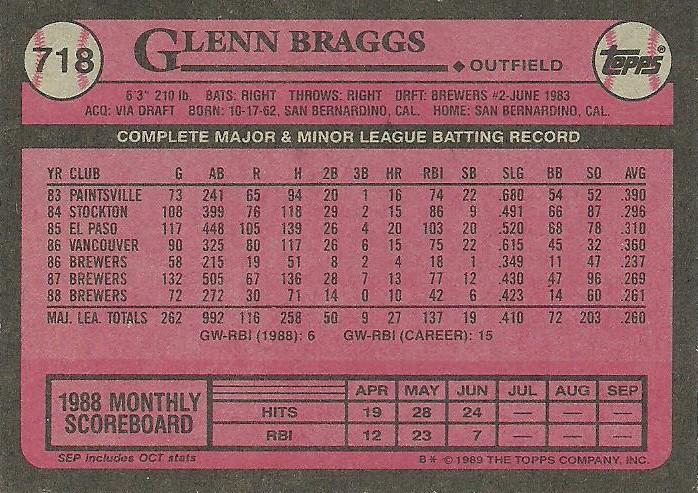 718
GLENN BRAGGS
OUTFIELD
TOPPS
6'3" 210 lb. BATS: RIGHT THROWS: RIGHT DRFT: BREWERS #2-JUNE 1983
ACQ: VIA DRAFT BORN: 10-17-62, SAN BERNARDINO, CAL. HOME: SAN BERNARDINO, CAL.
COMPLETE MAJOR & MINOR LEAGUE BATTING RECORD
YR CLUB G AB R H 2B 3B HR RBI SB SLG BB SO AVG
83 PAINTSVILLE 73 241 65 94 20 1 16 74 22 .680 54 52 .390
84 STOCKTON 108 399 76 118 29 2 15 86 9 .491 66 87 .296
85 EL PASO 117 448 105 139 26 4 20 103 20 .520 68 78 .310
86 VANCOUVER 90 325 80 117 26 6 15 75 22 .615 45 32 .360
86 BREWERS 58 215 19 51 8 2 4 18 1 .349 11 47 .237
87 BREWERS 132 505 67 136 28 7 13 77 12 .430 47 96 .269
88 BREWERS 72 272 30 71 14 0 10 42 6 .423 14 60 .261
MAJ. LEA. TOTALS 262 992 116 258 50 9 27 137 19 .410 72 203 .260
GW-RBI (1988): 6 GW-RBI (CAREER): 15
1988 MONTHLY SCOREBOARD
APR MAY JUN JUL AUG SEP
HITS 19 28 24 — — —
RBI 12 23 7 — — —
SEP includes OCT stats
B* © 1989 THE TOPPS COMPANY, INC.